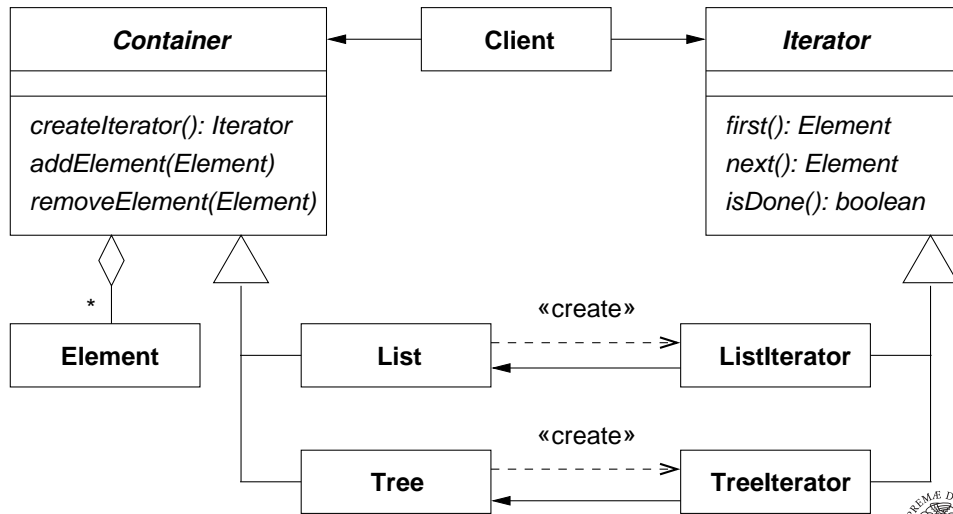 Container
Client
Iterator
createIterator(): Iterator
addElement(Element)
removeElement(Element)
first(): Element
next(): Element
isDone(): boolean
*
«create»
Element
List
ListIterator
«create»
Tree
TreeIterator